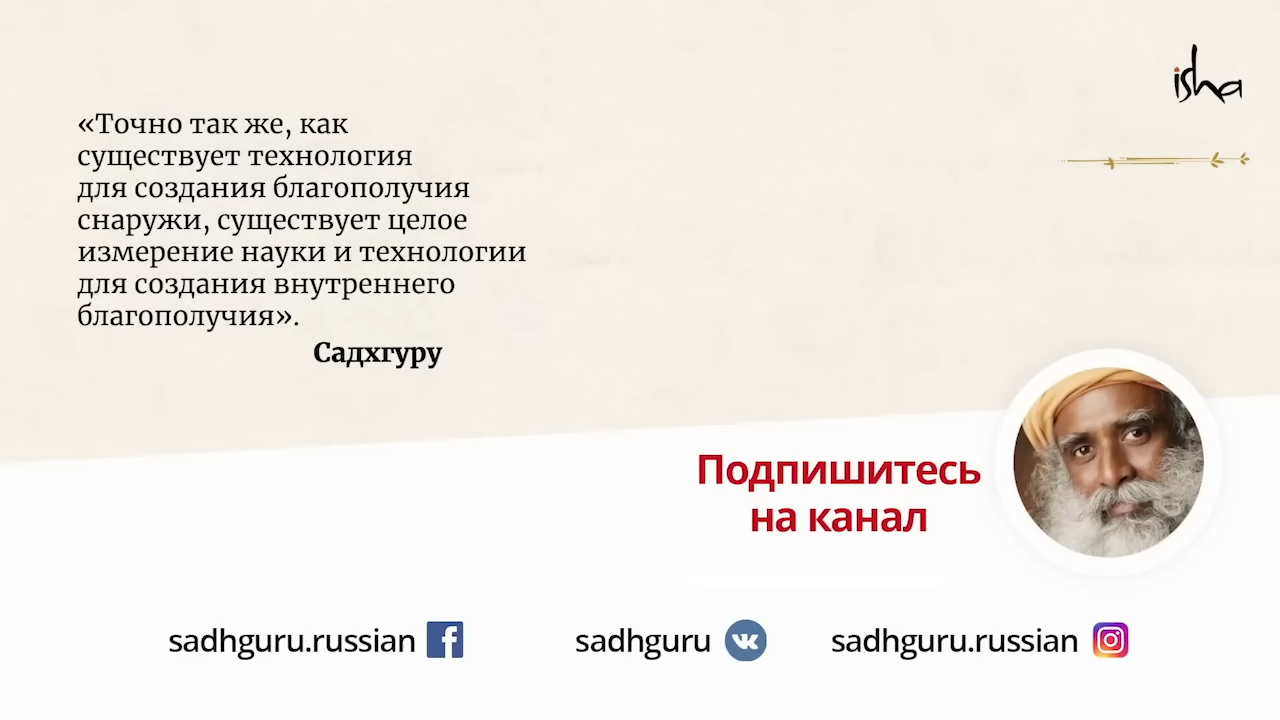 isha
«Точно так же, как
существует технология
для создания благополучия
снаружи, существует целое
измерение науки и технологии
для создания внутреннего
благополучия».
Садхгуру
Подпишитесь
на канал
sadhguru.russian f
sadhguru
sadhguru.russian